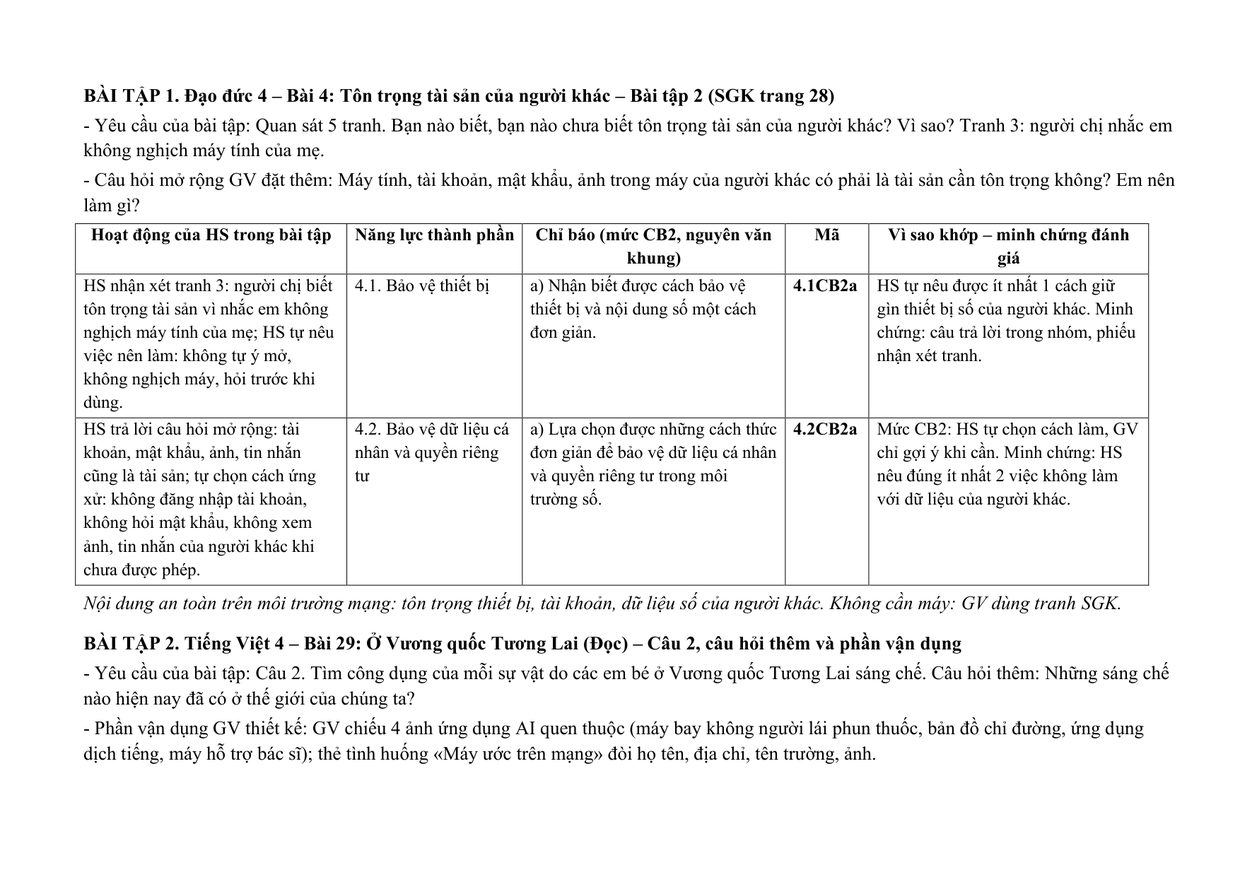 BÀI TẬP 1. Đạo đức 4 – Bài 4: Tôn trọng tài sản của người khác – Bài tập 2 (SGK trang 28)
- Yêu cầu của bài tập: Quan sát 5 tranh. Bạn nào biết, bạn nào chưa biết tôn trọng tài sản của người khác? Vì sao? Tranh 3: người chị nhắc em
không nghịch máy tính của mẹ.
- Câu hỏi mở rộng GV đặt thêm: Máy tính, tài khoản, mật khẩu, ảnh trong máy của người khác có phải là tài sản cần tôn trọng không? Em nên
làm gì?
Hoạt động của HS trong bài tập
Năng lực thành phần
Chỉ báo (mức CB2, nguyên văn
khung)
Mã
Vì sao khớp – minh chứng đánh
giá
HS nhận xét tranh 3: người chị biết
tôn trọng tài sản vì nhắc em không
nghịch máy tính của mẹ; HS tự nêu
việc nên làm: không tự ý mở,
không nghịch máy, hỏi trước khi
dùng.
4.1. Bảo vệ thiết bị
a) Nhận biết được cách bảo vệ
thiết bị và nội dung số một cách
đơn giản.
4.1CB2a
HS tự nêu được ít nhất 1 cách giữ
gìn thiết bị số của người khác. Minh
chứng: câu trả lời trong nhóm, phiếu
nhận xét tranh.
HS trả lời câu hỏi mở rộng: tài
khoản, mật khẩu, ảnh, tin nhắn
cũng là tài sản; tự chọn cách ứng
xử: không đăng nhập tài khoản,
không hỏi mật khẩu, không xem
ảnh, tin nhắn của người khác khi
chưa được phép.
4.2. Bảo vệ dữ liệu cá
nhân và quyền riêng
tư
a) Lựa chọn được những cách thức
đơn giản để bảo vệ dữ liệu cá nhân
và quyền riêng tư trong môi
trường số.
4.2CB2a
Mức CB2: HS tự chọn cách làm, GV
chỉ gợi ý khi cần. Minh chứng: HS
nêu đúng ít nhất 2 việc không làm
với dữ liệu của người khác.
Nội dung an toàn trên môi trường mạng: tôn trọng thiết bị, tài khoản, dữ liệu số của người khác. Không cần máy: GV dùng tranh SGK.
BÀI TẬP 2. Tiếng Việt 4 – Bài 29: Ở Vương quốc Tương Lai (Đọc) – Câu 2, câu hỏi thêm và phần vận dụng
- Yêu cầu của bài tập: Câu 2. Tìm công dụng của mỗi sự vật do các em bé ở Vương quốc Tương Lai sáng chế. Câu hỏi thêm: Những sáng chế
nào hiện nay đã có ở thế giới của chúng ta?
- Phần vận dụng GV thiết kế: GV chiếu 4 ảnh ứng dụng AI quen thuộc (máy bay không người lái phun thuốc, bản đồ chỉ đường, ứng dụng
dịch tiếng, máy hỗ trợ bác sĩ); thẻ tình huống «Máy ước trên mạng» đòi họ tên, địa chỉ, tên trường, ảnh.